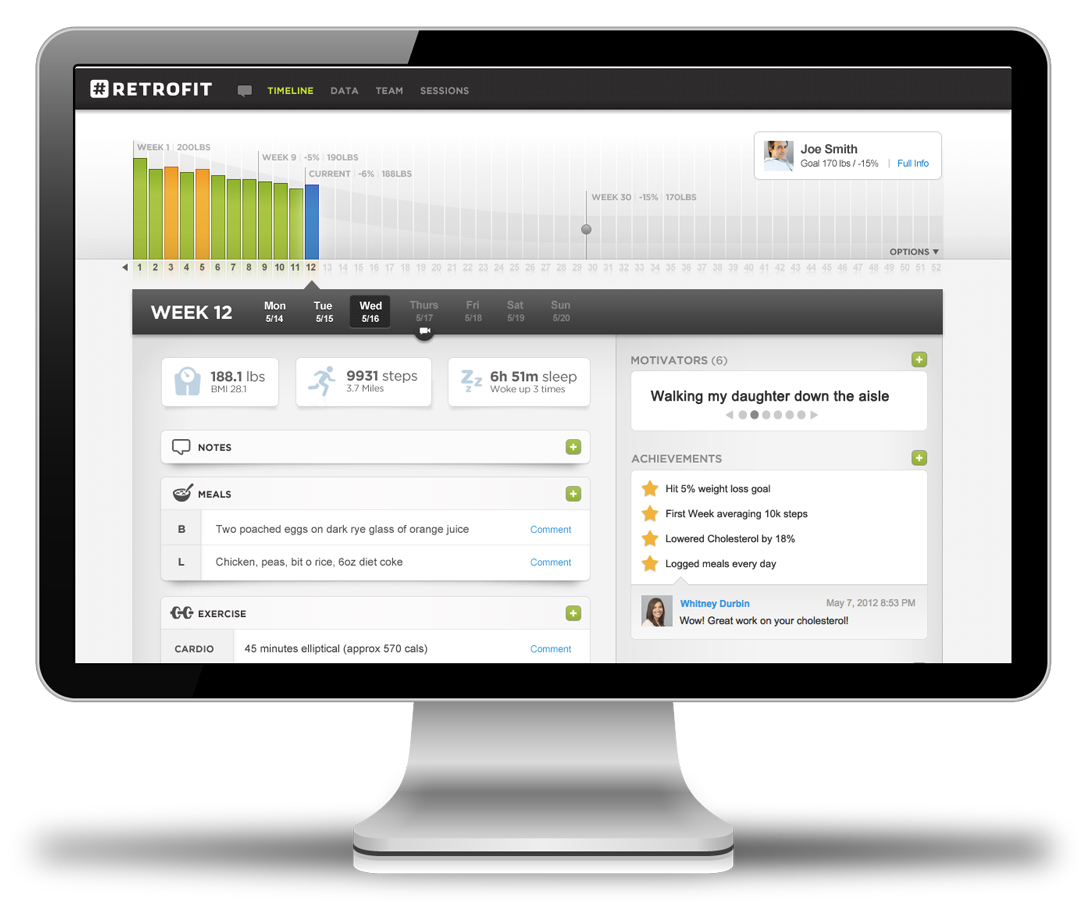 # RETROFIT
TIMELINE DATA TEAM SESSIONS
WEEK 1 | 200LBS
WEEK 9 | -5% | 190LBS
CURRENT | -6% | 188LBS
WEEK 30 | -15% | 170LBS
Joe Smith
Goal 170 lbs / -15% | Full Info
OPTIONS
1 2 3 4 5 6 7 8 9 10 11 12 13 14 15 16 17 18 19 20 21 22 23 24 25 26 27 28 29 30 31 32 33 34 35 36 37 38 39 40 41 42 43 44 45 46 47 48 49 50 51 52
WEEK 12
Mon Tue Wed Thurs Fri Sat Sun
5/14 5/15 5/16 5/17 5/18 5/19 5/20
188.1 lbs
BMI 28.1
9931 steps
3.7 Miles
Zzz
6h 51m sleep
Woke up 3 times
NOTES
MEALS
B Two poached eggs on dark rye glass of orange juice Comment
L Chicken, peas, bit o rice, 6oz diet coke Comment
EXERCISE
CARDIO 45 minutes elliptical (approx 570 cals) Comment
MOTIVATORS (6)
Walking my daughter down the aisle
ACHIEVEMENTS
Hit 5% weight loss goal
First Week averaging 10k steps
Lowered Cholesterol by 18%
Logged meals every day
Whitney Durbin May 7, 2012 8:53 PM
Wow! Great work on your cholesterol!